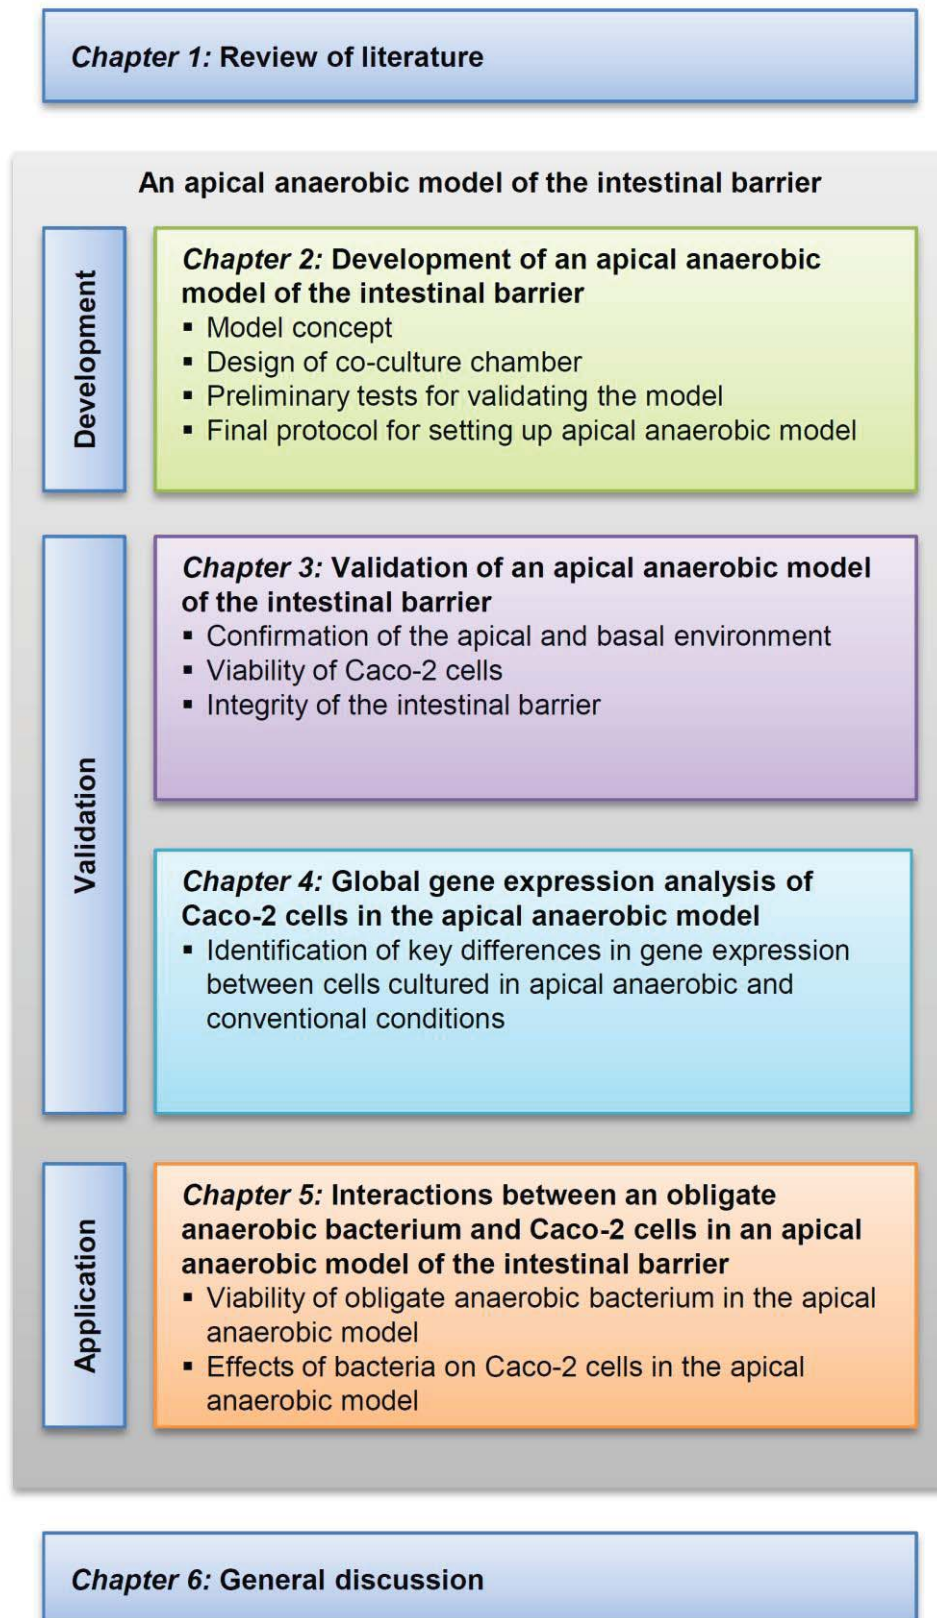 Chapter 1: Review of literature
An apical anaerobic model of the intestinal barrier
Development
Chapter 2: Development of an apical anaerobic
model of the intestinal barrier
▪ Model concept
▪ Design of co-culture chamber
▪ Preliminary tests for validating the model
▪ Final protocol for setting up apical anaerobic model
Validation
Chapter 3: Validation of an apical anaerobic model
of the intestinal barrier
▪ Confirmation of the apical and basal environment
▪ Viability of Caco-2 cells
▪ Integrity of the intestinal barrier
Chapter 4: Global gene expression analysis of
Caco-2 cells in the apical anaerobic model
▪ Identification of key differences in gene expression
between cells cultured in apical anaerobic and
conventional conditions
Application
Chapter 5: Interactions between an obligate
anaerobic bacterium and Caco-2 cells in an apical
anaerobic model of the intestinal barrier
▪ Viability of obligate anaerobic bacterium in the apical
anaerobic model
▪ Effects of bacteria on Caco-2 cells in the apical
anaerobic model
Chapter 6: General discussion